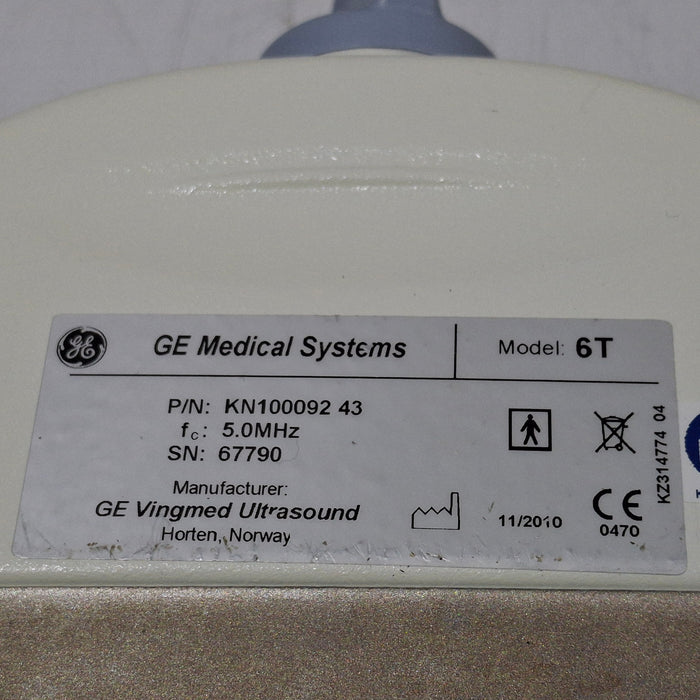 GE
GE Medical Systems
Model: 6T
P/N: KN100092 43
fc: 5.0MHz
SN: 67790
Manufacturer:
GE Vingmed Ultrasound
Horten, Norway
11/2010
CE
0470
KZ314774 04